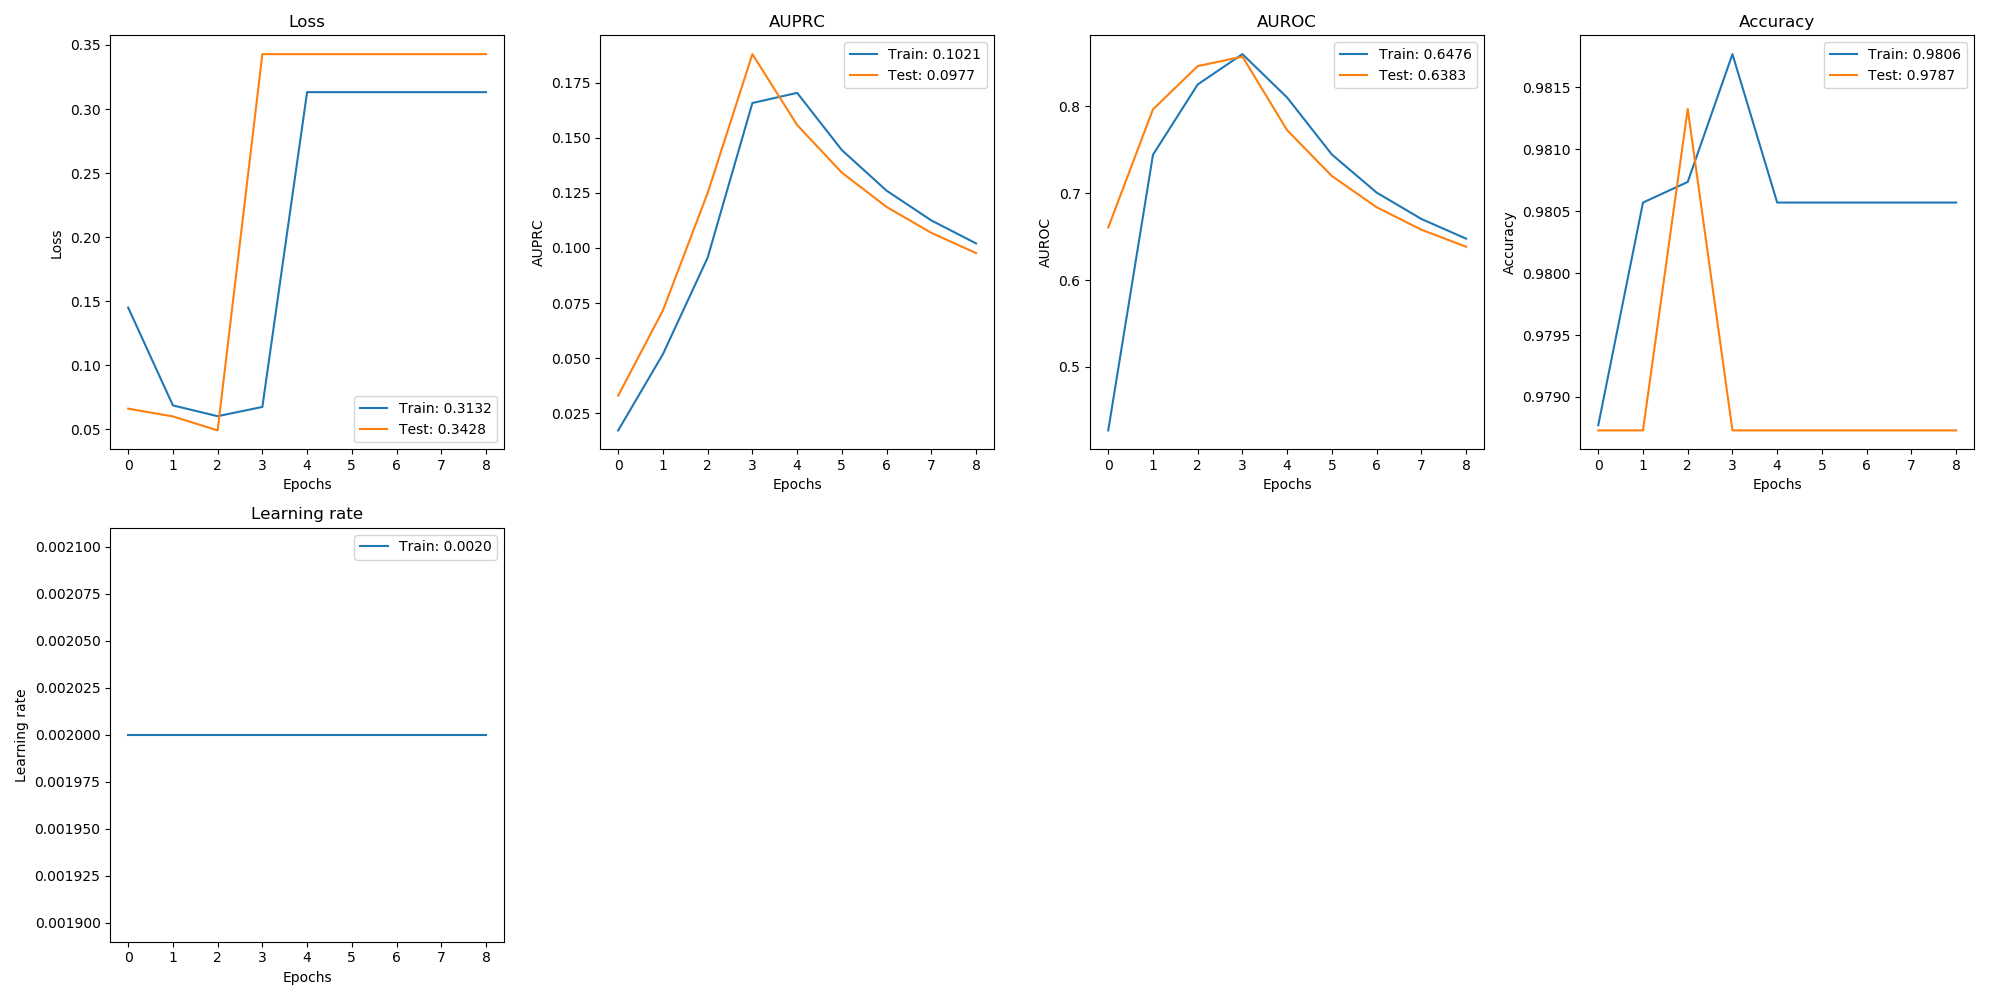 Loss
0.35
0.30
0.25
0.20
0.15
0.10
0.05
Loss
Train: 0.3132
Test: 0.3428
0 1 2 3 4 5 6 7 8
Epochs
AUPRC
0.175
0.150
0.125
0.100
0.075
0.050
0.025
AUPRC
Train: 0.1021
Test: 0.0977
0 1 2 3 4 5 6 7 8
Epochs
AUROC
0.8
0.7
0.6
0.5
AUROC
Train: 0.6476
Test: 0.6383
0 1 2 3 4 5 6 7 8
Epochs
Accuracy
0.9815
0.9810
0.9805
0.9800
0.9795
0.9790
Accuracy
Train: 0.9806
Test: 0.9787
0 1 2 3 4 5 6 7 8
Epochs
Learning rate
0.002100
0.002075
0.002050
0.002025
0.002000
0.001975
0.001950
0.001925
0.001900
Learning rate
Train: 0.0020
0 1 2 3 4 5 6 7 8
Epochs